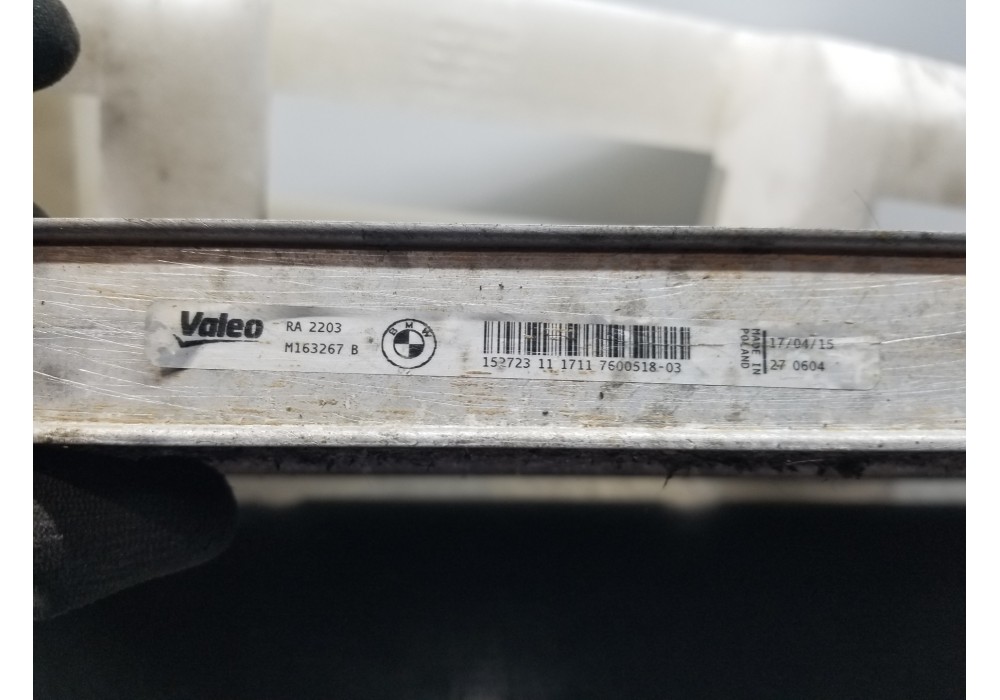 Valeo
RA 2203
M163267 B
BMW
152723 11 1711 7600518-03
MADE IN
POLAND
17/04/15
27 0604